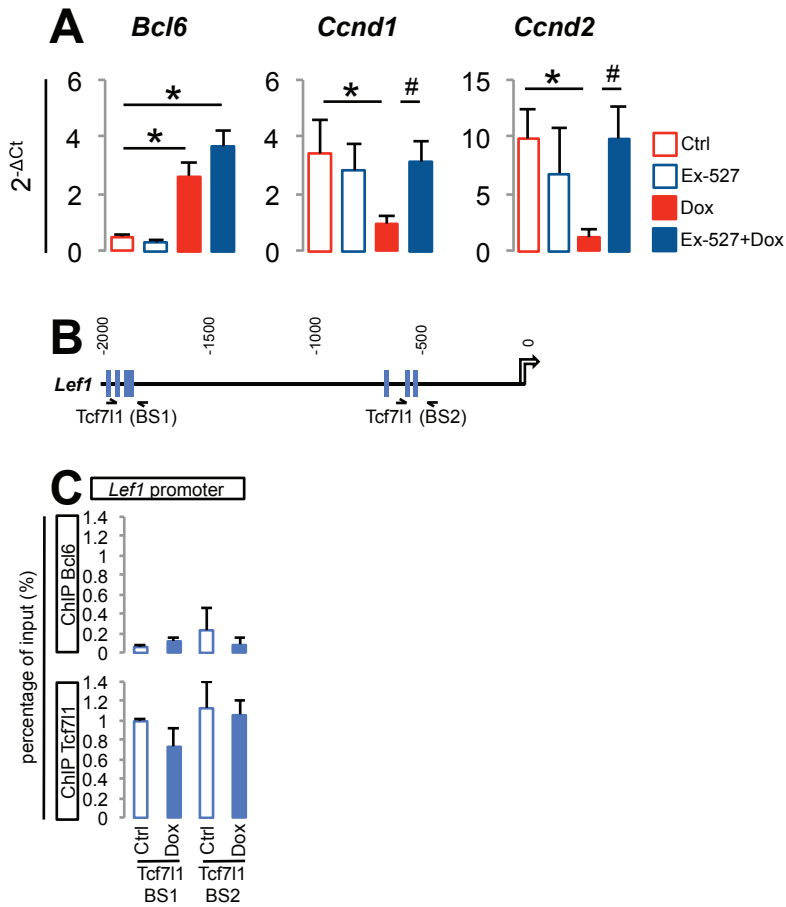 A
Bcl6
Ccnd1
Ccnd2
2-ΔCt
6
4
2
0
*
*
6
4
2
0
*
#
15
10
5
0
*
#
Ctrl
Ex-527
Dox
Ex-527+Dox
B
-2000
-1500
-1000
-500
0
Lef1
Tcf7l1 (BS1)
Tcf7l1 (BS2)
C
Lef1 promoter
percentage of input (%)
ChIP Bcl6
1.4
1.2
1
0.8
0.6
0.4
0.2
0
ChIP Tcf7l1
1.4
1.2
1
0.8
0.6
0.4
0.2
0
Ctrl
Dox
Ctrl
Dox
Tcf7l1
BS1
Tcf7l1
BS2